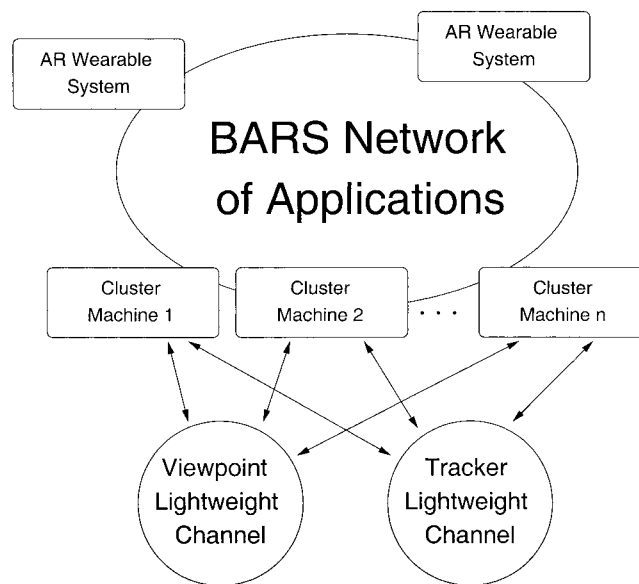 AR Wearable
System
AR Wearable
System
BARS Network
of Applications
Cluster
Machine 1
Cluster
Machine 2
. . .
Cluster
Machine n
Viewpoint
Lightweight
Channel
Tracker
Lightweight
Channel